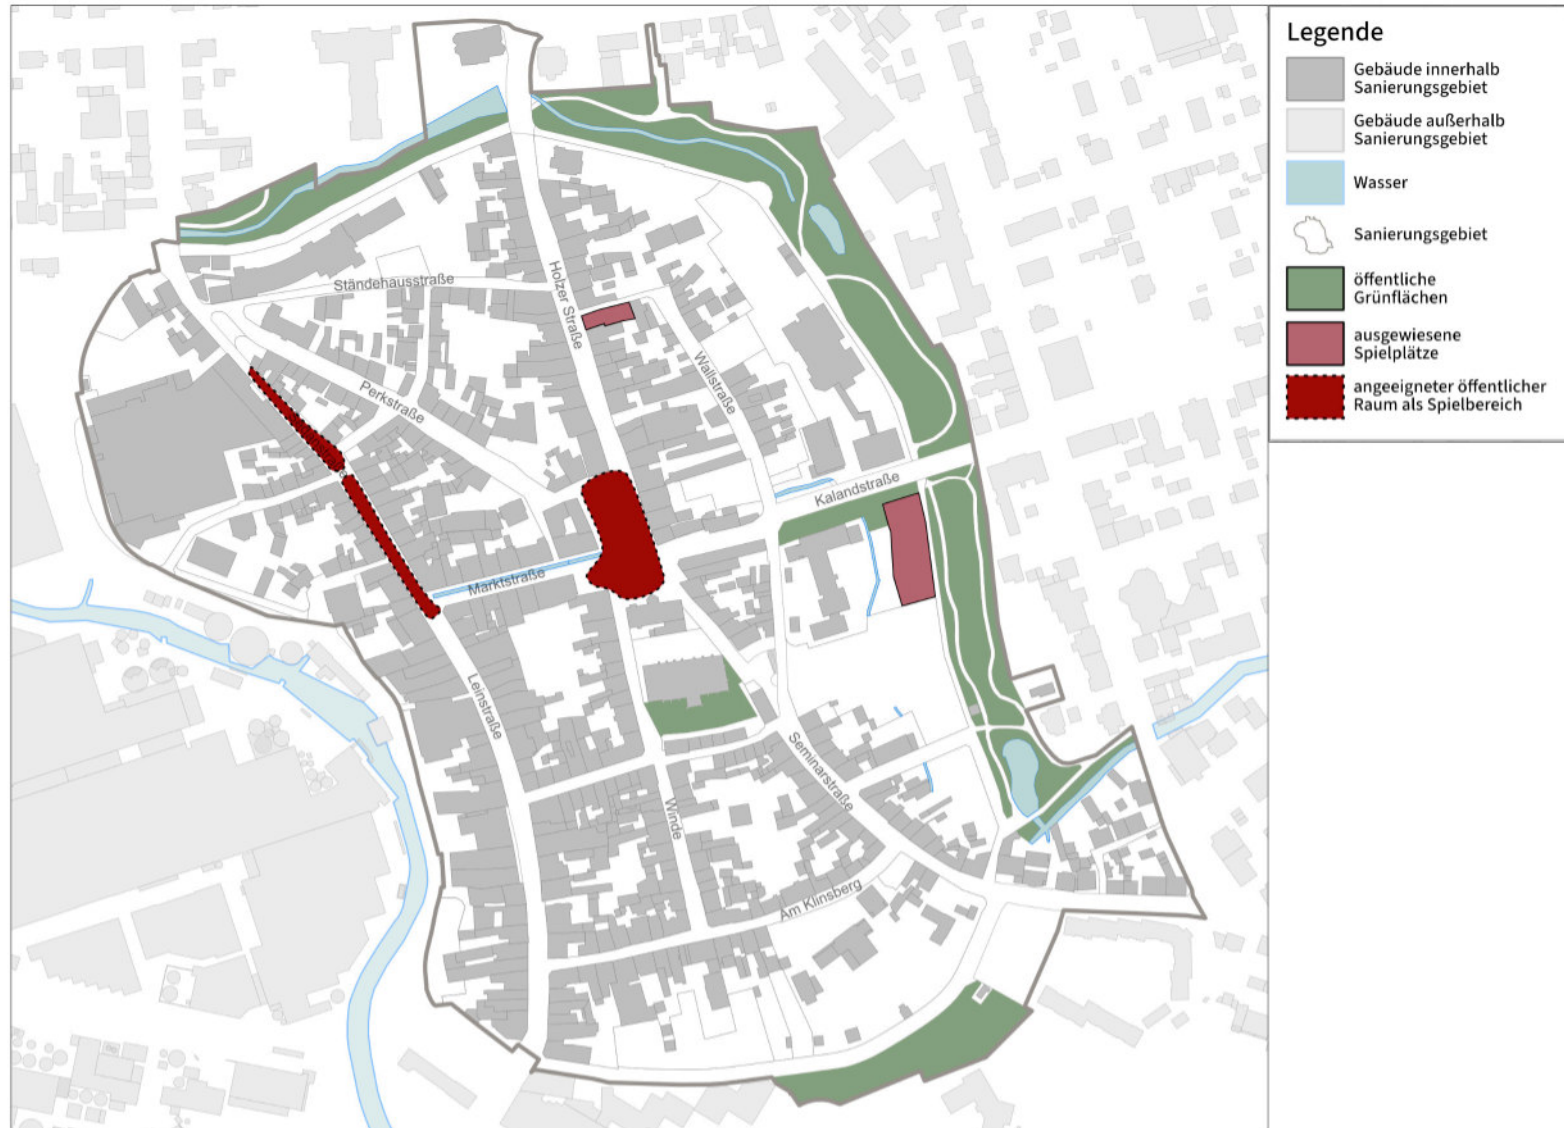 Legende
Gebäude innerhalb
Sanierungsgebiet
Gebäude außerhalb
Sanierungsgebiet
Wasser
Sanierungsgebiet
öffentliche
Grünflächen
ausgewiesene
Spielplätze
angeeigneter öffentlicher
Raum als Spielbereich
Ständehausstraße
Holzer Straße
Perkstraße
Wallstraße
Kalandstraße
Marktstraße
Leinstraße
Seminarstraße
Winde
Am Klinsberg